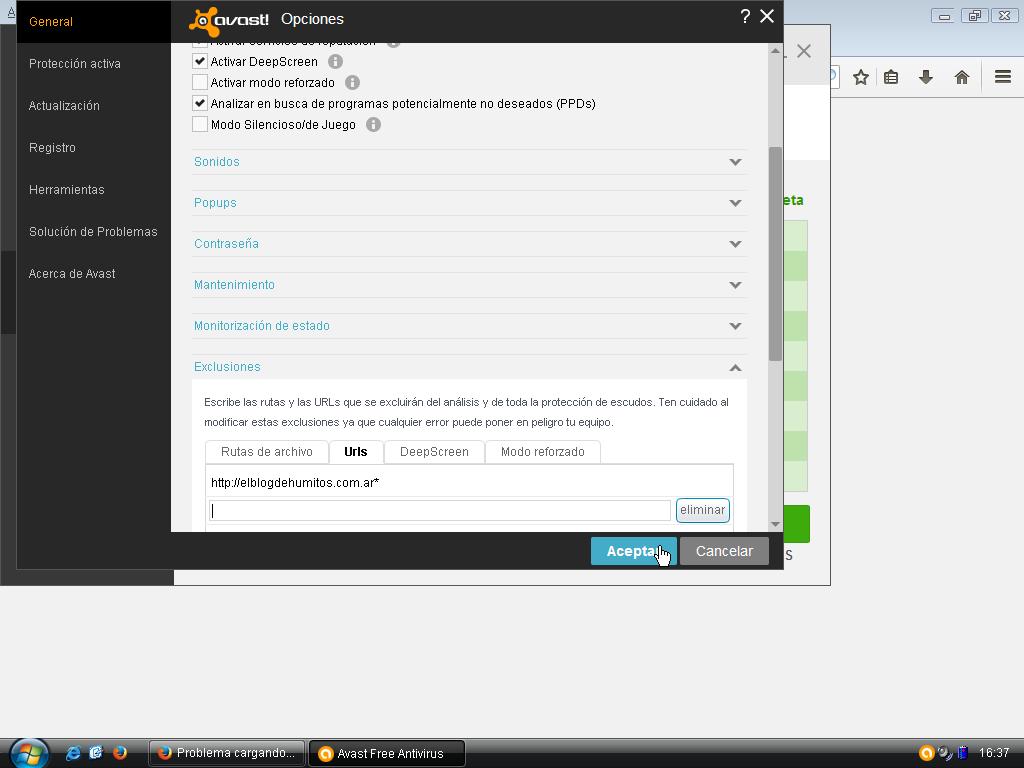 General
avast! Opciones
?
Protección activa
Actualización
Registro
Herramientas
Solución de Problemas
Acerca de Avast
Activar servicios de reputación
Activar DeepScreen
Activar modo reforzado
Analizar en busca de programas potencialmente no deseados (PPDs)
Modo Silencioso/de Juego
Sonidos
Popups
Contraseña
Mantenimiento
Monitorización de estado
Exclusiones
Escribe las rutas y las URLs que se excluirán del análisis y de toda la protección de escudos. Ten cuidado al
modificar estas exclusiones ya que cualquier error puede poner en peligro tu equipo.
Rutas de archivo Urls DeepScreen Modo reforzado
http://elblogdehumitos.com.ar*
eliminar
Aceptar Cancelar
eta
s
Problema cargando... Avast Free Antivirus 16:37